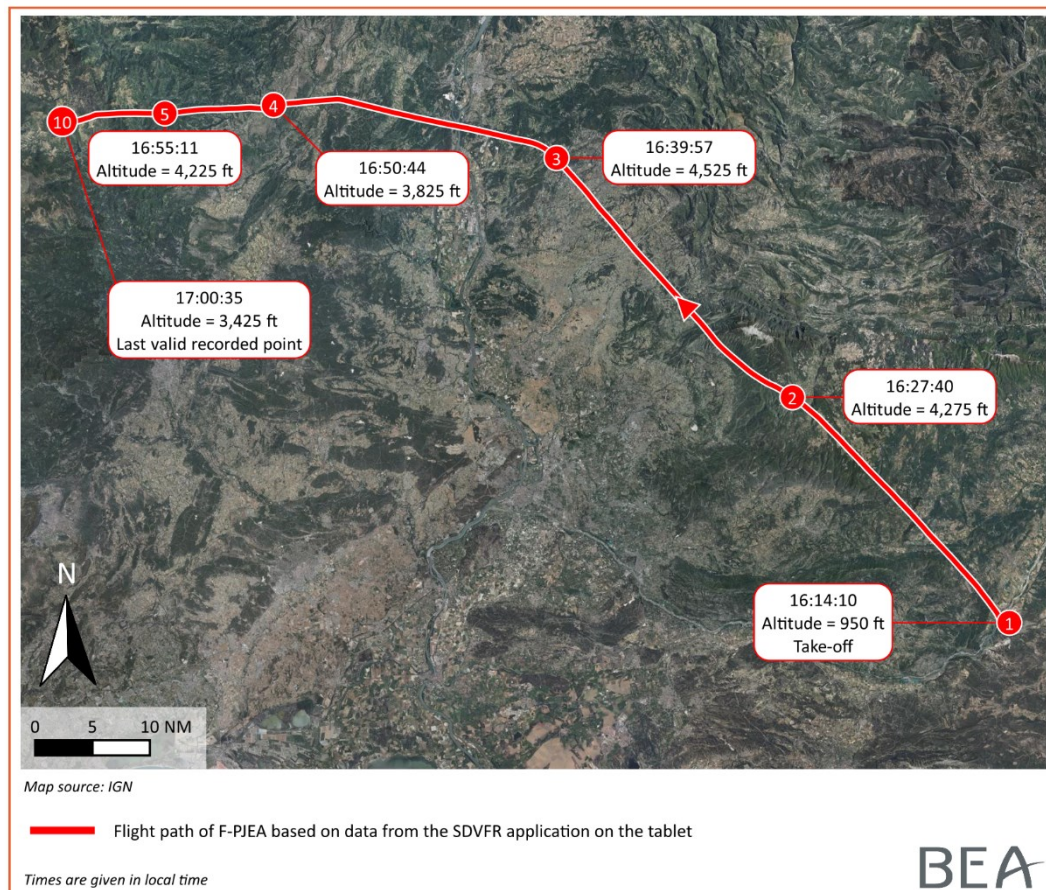 10
5
4
3
16:55:11
Altitude = 4,225 ft
16:50:44
Altitude = 3,825 ft
16:39:57
Altitude = 4,525 ft
17:00:35
Altitude = 3,425 ft
Last valid recorded point
2
16:27:40
Altitude = 4,275 ft
N
16:14:10
Altitude = 950 ft
Take-off
1
0 5 10 NM
Map source: IGN
Flight path of F-PJEA based on data from the SDVFR application on the tablet
Times are given in local time
BEA